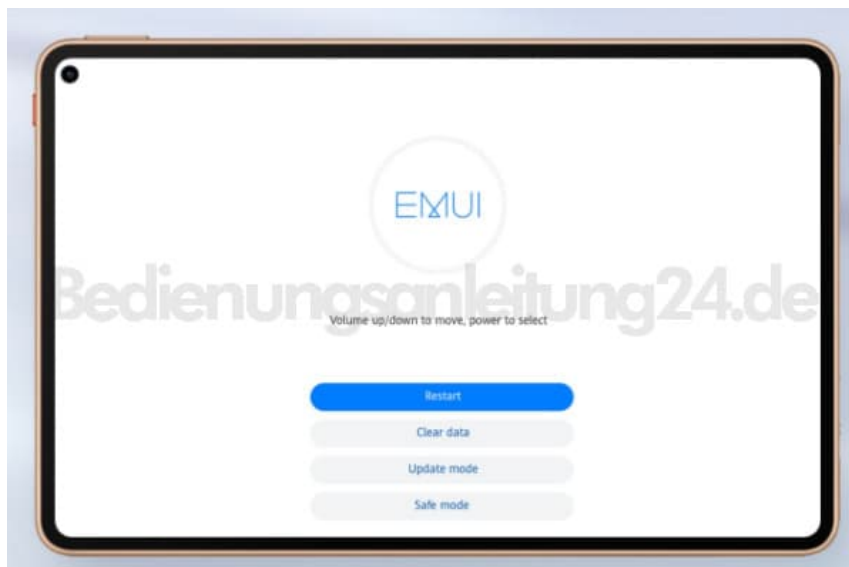 EMUI
Bedienungsanleitung24.de
Volume up/down to move, power to select
Restart
Clear data
Update mode
Safe mode